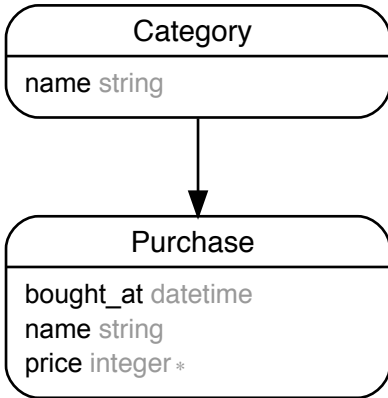 Category
name string
Purchase
bought_at datetime
name string
price integer *